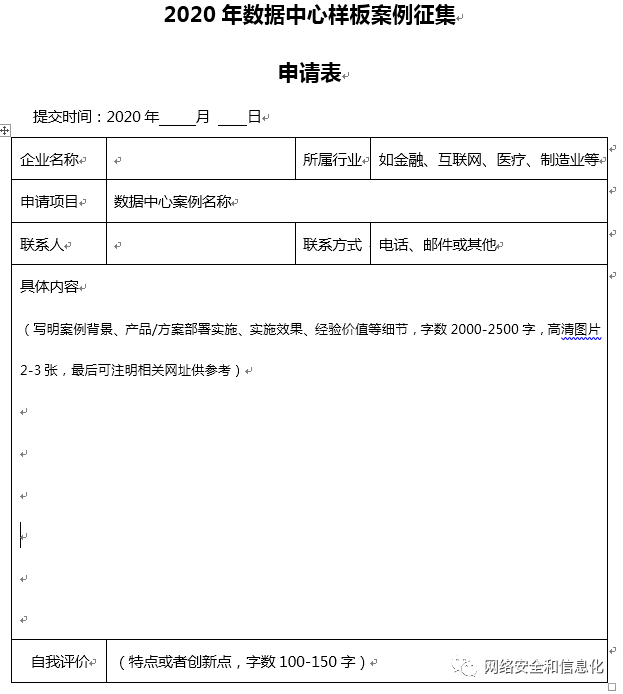 2020 年数据中心样板案例征集
申请表
提交时间：2020 年_____月 ____日
企业名称 所属行业 如金融、互联网、医疗、制造业等
申请项目 数据中心案例名称
联系人 联系方式 电话、邮件或其他
具体内容
（写明案例背景、产品/方案部署实施、实施效果、经验价值等细节，字数 2000-2500 字，高清图片
2-3 张，最后可注明相关网址供参考）
自我评价 （特点或者创新点，字数 100-150 字）
网络安全和信息化